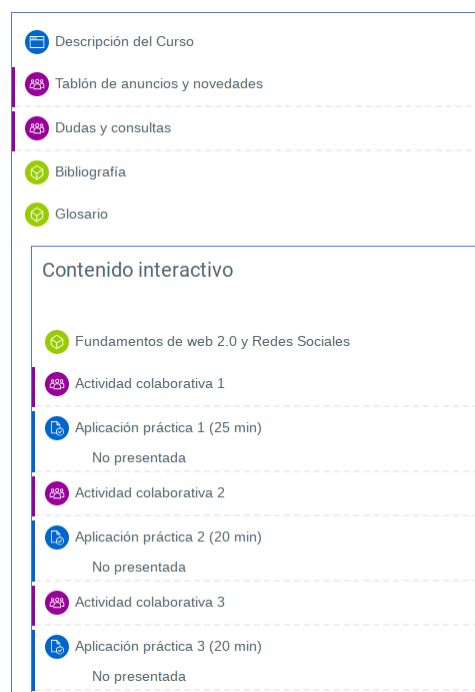 Descripción del Curso
Tablón de anuncios y novedades
Dudas y consultas
Bibliografía
Glosario
Contenido interactivo
Fundamentos de web 2.0 y Redes Sociales
Actividad colaborativa 1
Aplicación práctica 1 (25 min)
No presentada
Actividad colaborativa 2
Aplicación práctica 2 (20 min)
No presentada
Actividad colaborativa 3
Aplicación práctica 3 (20 min)
No presentada